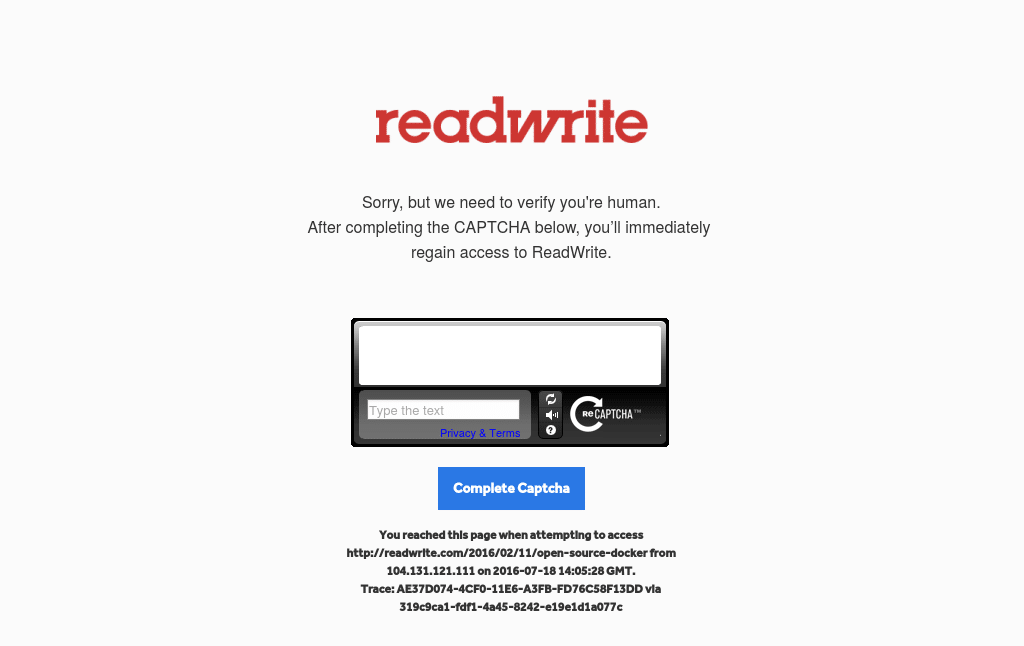 readwrite
Sorry, but we need to verify you're human.
After completing the CAPTCHA below, you’ll immediately
regain access to ReadWrite.
Type the text
Privacy & Terms
ReCAPTCHA™
Complete Captcha
You reached this page when attempting to access
http://readwrite.com/2016/02/11/open-source-docker from
104.131.121.111 on 2016-07-18 14:05:28 GMT.
Trace: AE37D074-4CF0-11E6-A3FB-FD76C58F13DD via
319c9ca1-fdf1-4a45-8242-e19e1d1a077c